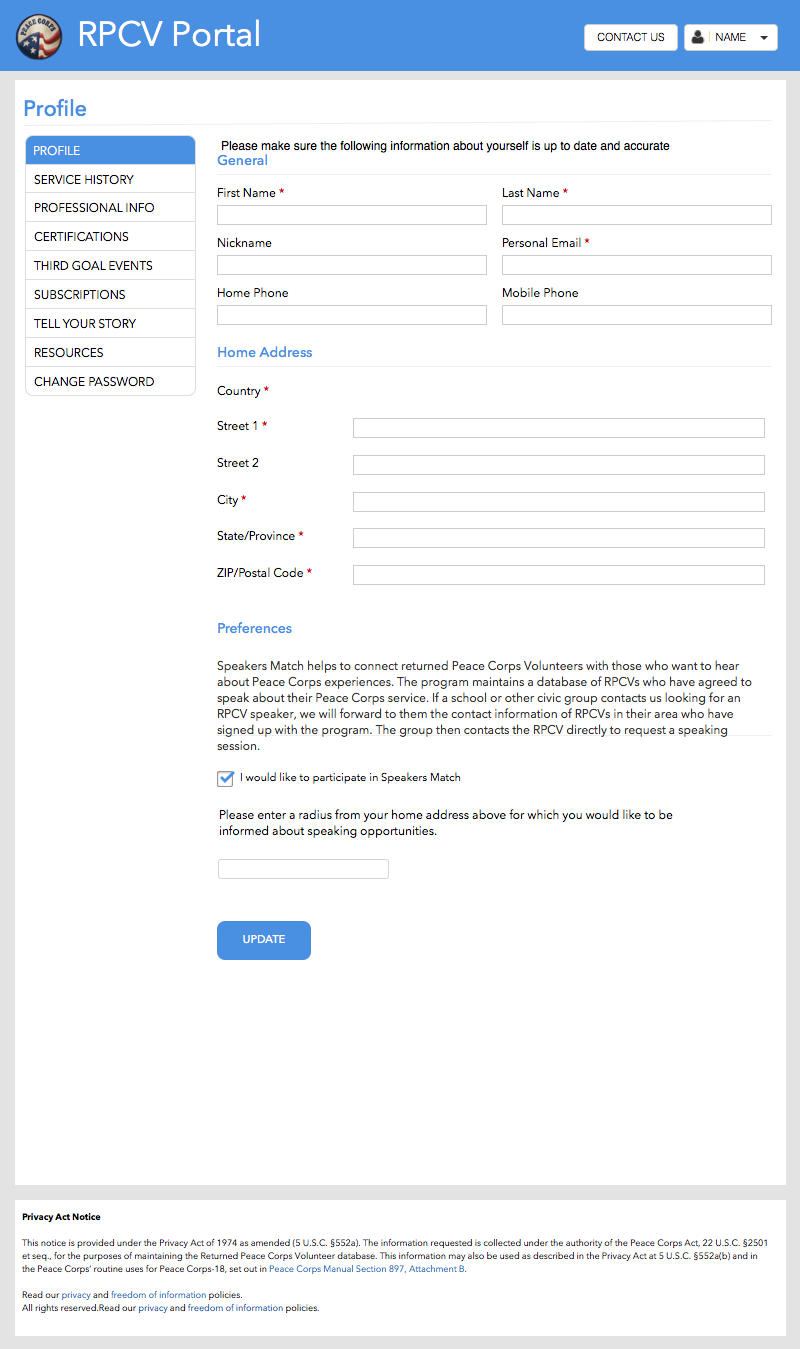 PEACE CORPS
RPCV Portal
CONTACT US
NAME
Profile
PROFILE
SERVICE HISTORY
PROFESSIONAL INFO
CERTIFICATIONS
THIRD GOAL EVENTS
SUBSCRIPTIONS
TELL YOUR STORY
RESOURCES
CHANGE PASSWORD
Please make sure the following information about yourself is up to date and accurate
General
First Name *
Last Name *
Nickname
Personal Email *
Home Phone
Mobile Phone
Home Address
Country *
Street 1 *
Street 2
City *
State/Province *
ZIP/Postal Code *
Preferences
Speakers Match helps to connect returned Peace Corps Volunteers with those who want to hear
about Peace Corps experiences. The program maintains a database of RPCVs who have agreed to
speak about their Peace Corps service. If a school or other civic group contacts us looking for an
RPCV speaker, we will forward to them the contact information of RPCVs in their area who have
signed up with the program. The group then contacts the RPCV directly to request a speaking
session.
I would like to participate in Speakers Match
Please enter a radius from your home address above for which you would like to be
informed about speaking opportunities.
UPDATE
Privacy Act Notice
This notice is provided under the Privacy Act of 1974 as amended (5 U.S.C. §552a). The information requested is collected under the authority of the Peace Corps Act, 22 U.S.C. §2501
et seq., for the purposes of maintaining the Returned Peace Corps Volunteer database. This information may also be used as described in the Privacy Act at 5 U.S.C. §552a(b) and in
the Peace Corps' routine uses for Peace Corps-18, set out in Peace Corps Manual Section 897, Attachment B.
Read our privacy and freedom of information policies.
All rights reserved.Read our privacy and freedom of information policies.